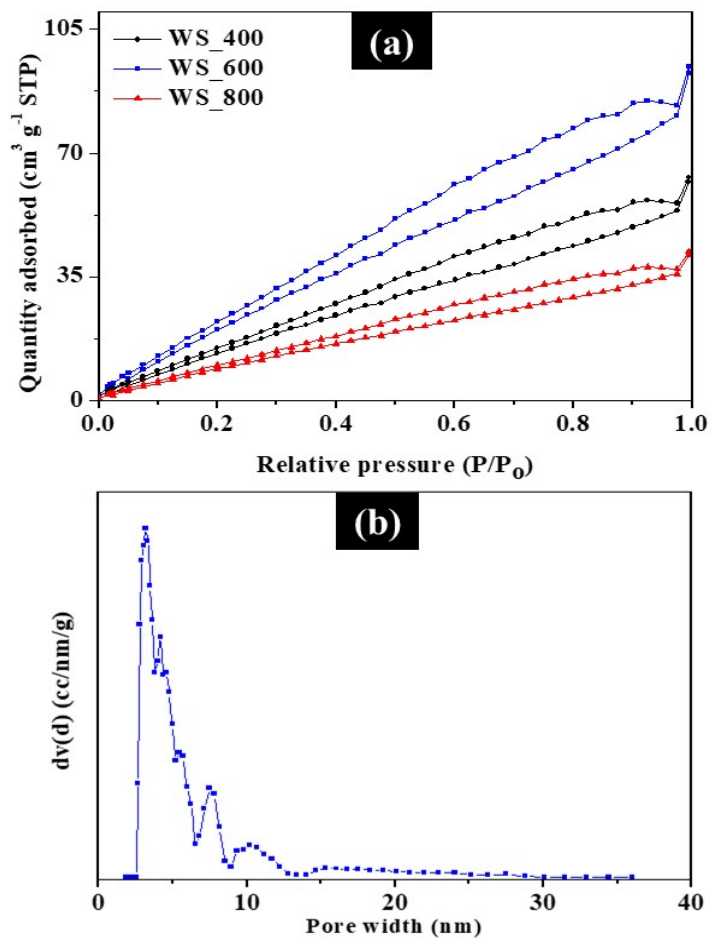 (a)
WS_400
WS_600
WS_800
105
70
35
0
Quantity adsorbed (cm³ g⁻¹ STP)
0.0 0.2 0.4 0.6 0.8 1.0
Relative pressure (P/Pₒ)
(b)
dv(d) (cc/nm/g)
0 10 20 30 40
Pore width (nm)